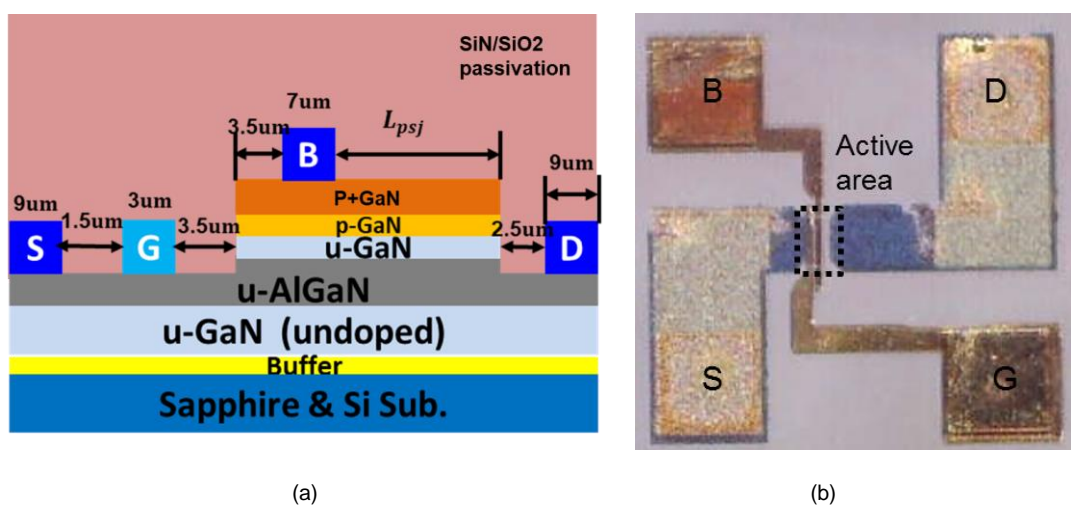 SiN/SiO2
passivation
7um
3.5um
L_psj
B
9um
P+GaN
9um
3um
p-GaN
1.5um
3.5um
2.5um
S
G
u-GaN
D
u-AlGaN
u-GaN (undoped)
Buffer
Sapphire & Si Sub.
(a)
B
D
Active
area
S
G
(b)